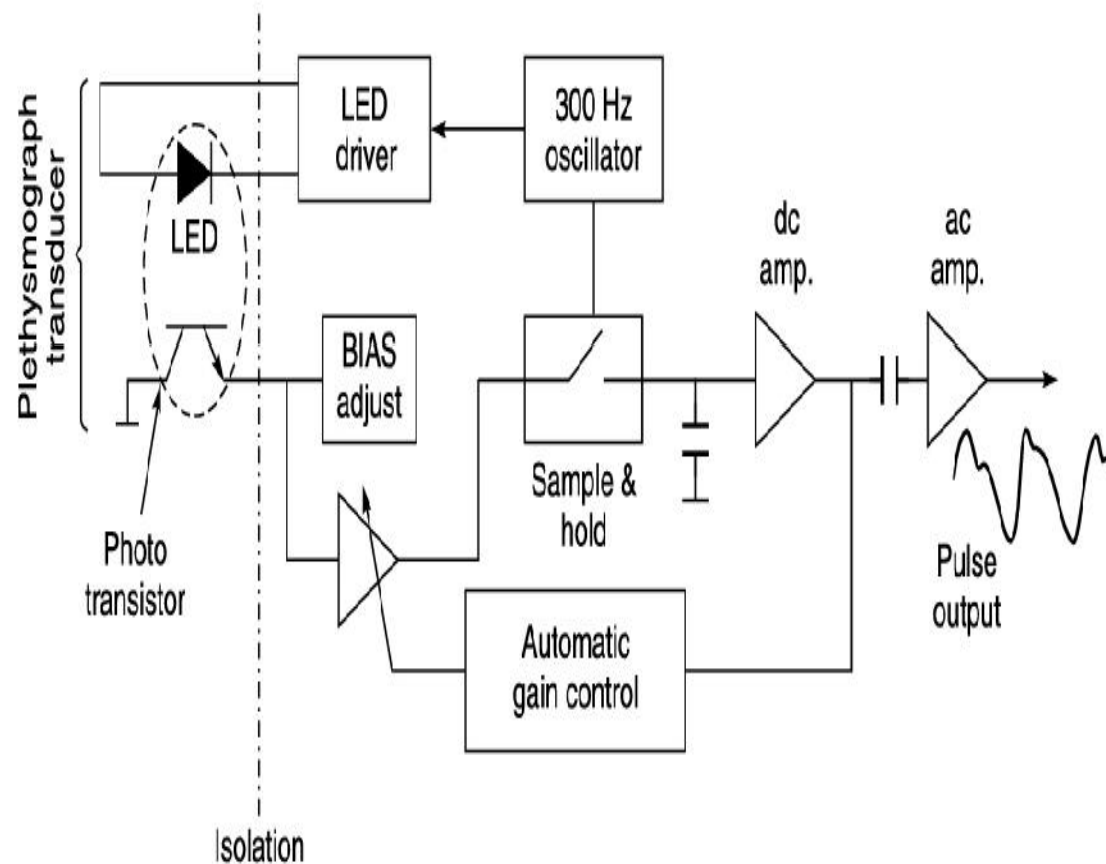 Plethysmograph
transducer
LED
driver
300 Hz
oscillator
LED
dc
amp.
ac
amp.
BIAS
adjust
Sample &
hold
Photo
transistor
Pulse
output
Automatic
gain control
Isolation